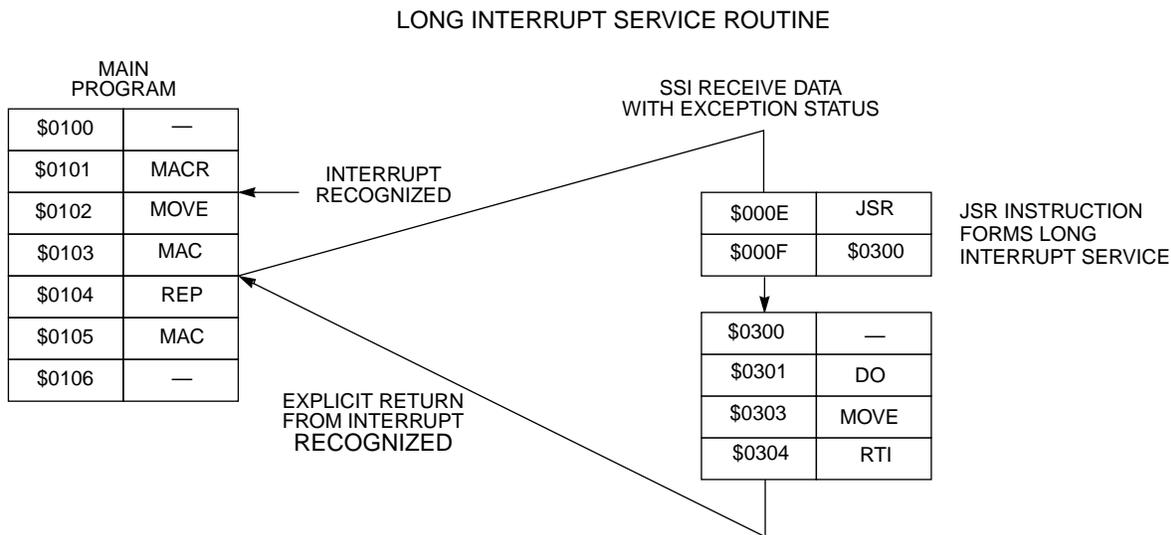 LONG INTERRUPT SERVICE ROUTINE
MAIN
PROGRAM
$0100 —
$0101 MACR
$0102 MOVE
$0103 MAC
$0104 REP
$0105 MAC
$0106 —
INTERRUPT
RECOGNIZED
SSI RECEIVE DATA
WITH EXCEPTION STATUS
$000E JSR
$000F $0300
JSR INSTRUCTION
FORMS LONG
INTERRUPT SERVICE
$0300 —
$0301 DO
$0303 MOVE
$0304 RTI
EXPLICIT RETURN
FROM INTERRUPT
RECOGNIZED